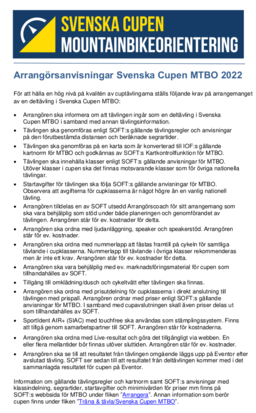 SVENSKA CUPEN
MOUNTAINBIKEORIENTERING
Arrangörsanvisningar Svenska Cupen MTBO 2022
För att hålla en hög nivå på kvaliten av cuptävlingarna ställs följande krav på arrangemanget
av en deltävling i Svenska Cupen MTBO:
• Arrangören ska informera om att tävlingen ingår som en deltävling i Svenska
Cupen MTBO i samband med annan tävlingsinformation.
• Tävlingen ska genomföras enligt SOFT:s gällande tävlingsregler och anvisningar
på den förutbestämda distansen och beräknade segrartider.
• Tävlingen ska genomföras på en karta som är konverterad till IOF:s gällande
kartnorm för MTBO och godkännas av SOFT:s Kartkontrollfunktion för MTBO.
• Tävlingen ska innehålla klasser enligt SOFT:s gällande anvisningar för MTBO.
Utöver klasser i cupen ska det finnas motsvarande klasser som för övriga nationella
tävlingar.
• Startavgifter för tävlingen ska följa SOFT:s gällande anvisningar för MTBO.
Observera att avgifterna för cupklasserna är något högre än en vanlig nationell
tävling.
• Arrangören tilldelas en av SOFT utsedd Arrangörscoach för sitt arrangemang som
ska vara behjälplig som stöd under både planeringen och genomförandet av
tävlingen. Arrangören står för ev. kostnader för detta.
• Arrangören ska ordna med ljudanläggning, speaker och speakerstöd. Arrangören
står för ev. kostnader.
• Arrangören ska ordna med nummerlapp att fästas framtill på cykeln för samtliga
tävlande i cupklasserna. Nummerlapp till tävlande i övriga klasser rekommenderas
men är inte ett krav. Arrangören står för ev. kostnader för detta.
• Arrangören ska vara behjälplig med ev. marknadsföringsmaterial för cupen som
tillhandahålles av SOFT.
• Tillgång till omklädning/dusch och cykeltvätt efter tävlingen ska finnas.
• Arrangören ska ordna med prisutdelning för cupklasserna i direkt anslutning till
tävlingen med prispall. Arrangören ordnar med priser enligt SOFT:s gällande
anvisningar för MTBO. I samband med cupavslutningen skall även priser delas ut
som tillhandahålles av SOFT.
• SportIdent AIR+ (SIAC) med touchfree ska användas som stämplingssystem. Finns
att tillgå genom samarbetspartner till SOFT. Arrangören står för kostnaderna.
• Arrangören ska ordna med Live-resultat och göra det tillgängligt via webben. En
eller flera mellantider bör finnas utöver sluttiden. Arrangören står för ev. kostnader.
• Arrangören ska se till att resultatet från tävlingen omgående läggs upp på Eventor efter
avslutad tävling. SOFT ser sedan till att resultatet från deltävlingen kommer med i det
sammanlagda resultatet för cupen på Eventor.
Information om gällande tävlingsregler och kartnorm samt SOFT:s anvisningar med
klassindelning, segrartider, startavgifter och minimivärden för priser mm finns på
SOFT:s webbsida för MTBO under fliken "Arrangera". Annan information som berör
cupen finns under fliken "Träna & tävla/Svenska Cupen MTBO".